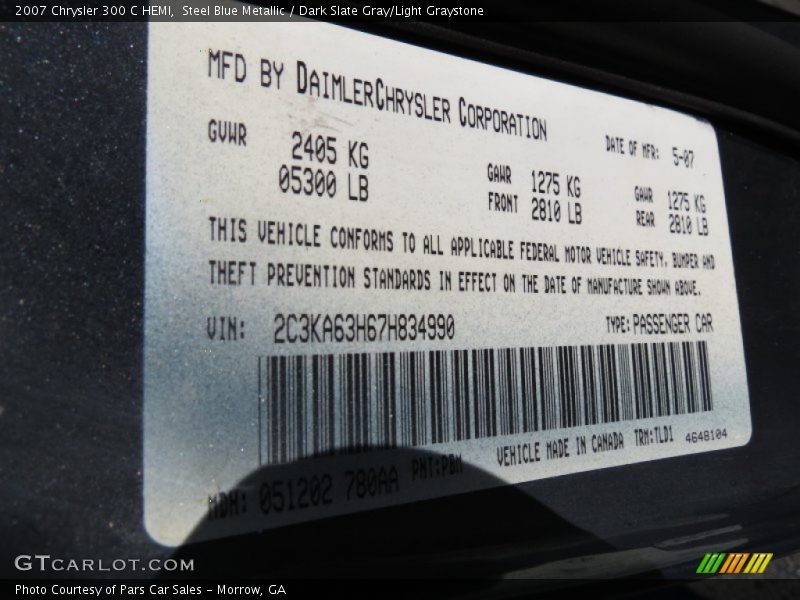 2007 Chrysler 300 C HEMI, Steel Blue Metallic / Dark Slate Gray/Light Graystone
MFD BY DAIMLERCHRYSLER CORPORATION
DATE OF MFR: 5-07
GVWR 2405 KG
05300 LB
GAWR 1275 KG
FRONT 2810 LB
GAWR 1275 KG
REAR 2810 LB
THIS VEHICLE CONFORMS TO ALL APPLICABLE FEDERAL MOTOR VEHICLE SAFETY, BUMPER AND
THEFT PREVENTION STANDARDS IN EFFECT ON THE DATE OF MANUFACTURE SHOWN ABOVE.
VIN: 2C3KA63H67H834990 TYPE: PASSENGER CAR
MDH: 051202 780AA PNT:PBM VEHICLE MADE IN CANADA TRM:TLD1 4648104
GTCARLOT.COM
Photo Courtesy of Pars Car Sales - Morrow, GA